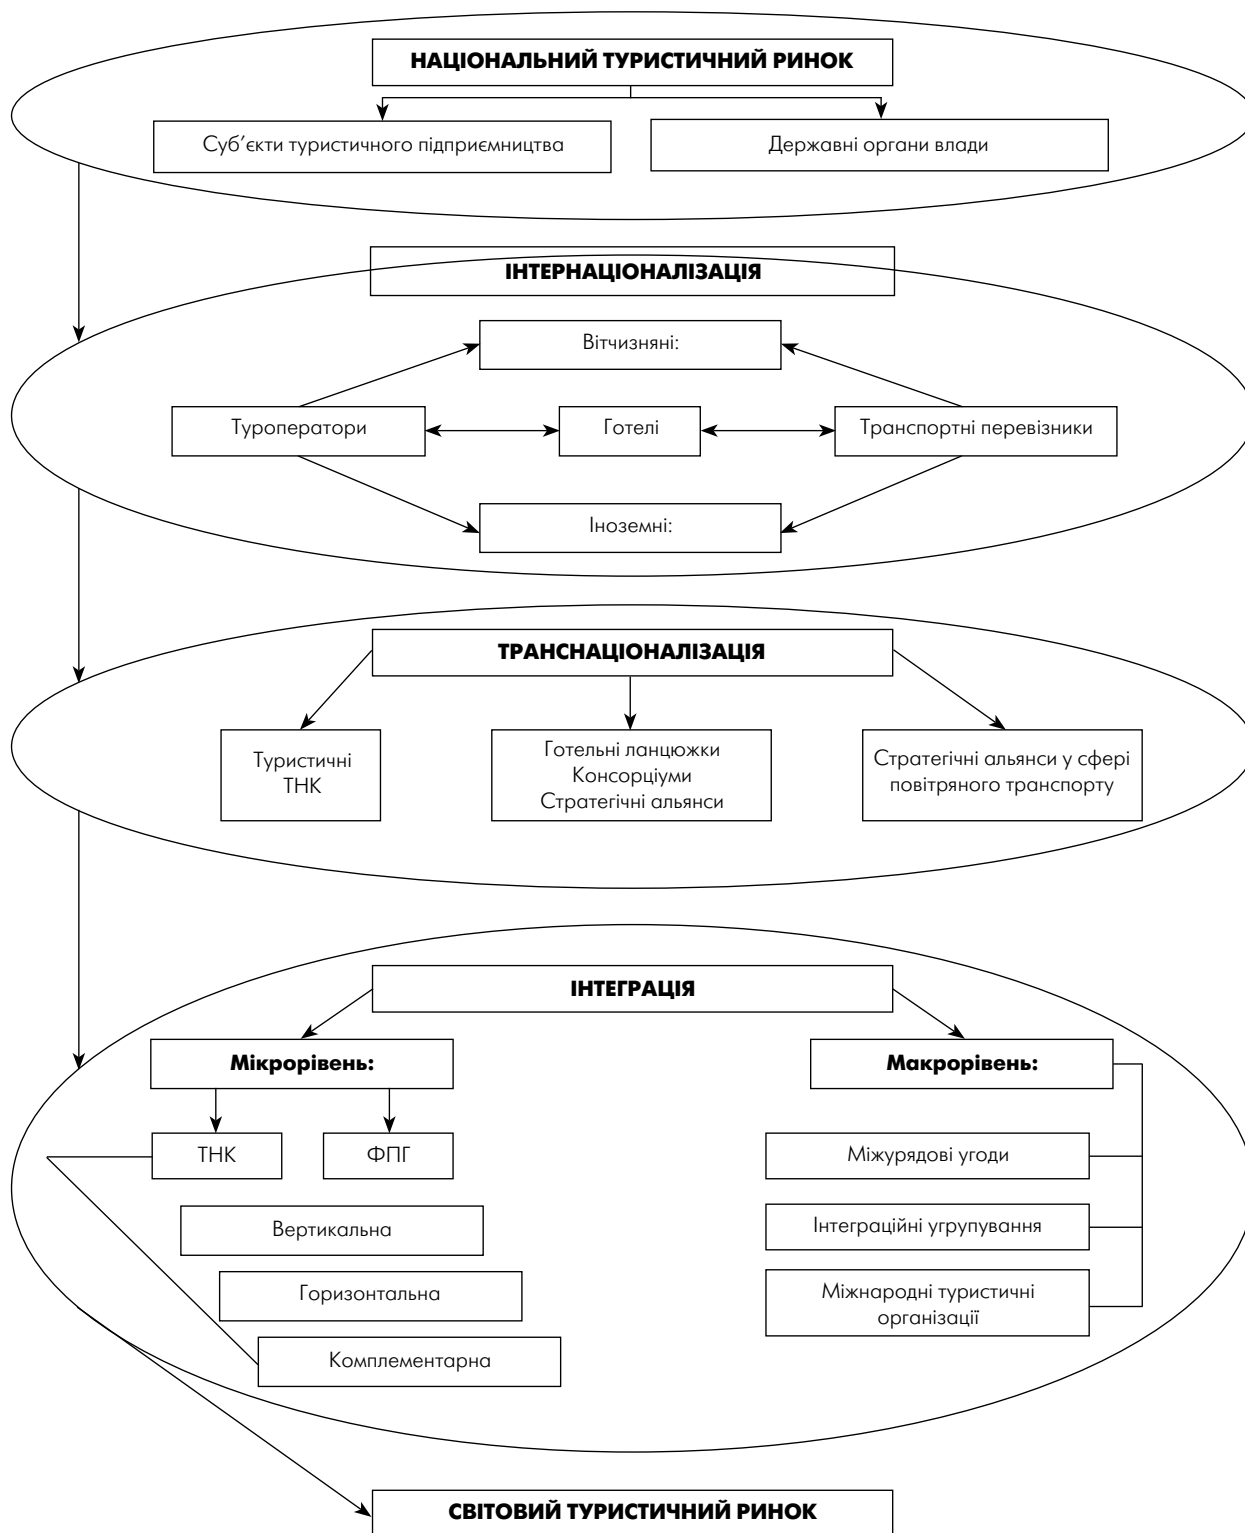 НАЦІОНАЛЬНИЙ ТУРИСТИЧНИЙ РИНОК
Суб’єкти туристичного підприємництва
Державні органи влади
ІНТЕРНАЦІОНАЛІЗАЦІЯ
Вітчизняні:
Туроператори
Готелі
Транспортні перевізники
Іноземні:
ТРАНСНАЦІОНАЛІЗАЦІЯ
Туристичні
ТНК
Готельні ланцюжки
Консорціуми
Стратегічні альянси
Стратегічні альянси у сфері
повітряного транспорту
ІНТЕГРАЦІЯ
Мікрорівень:
Макрорівень:
ТНК
ФПГ
Міжурядові угоди
Вертикальна
Інтеграційні угрупування
Горизонтальна
Міжнародні туристичні
організації
Комплементарна
СВІТОВИЙ ТУРИСТИЧНИЙ РИНОК